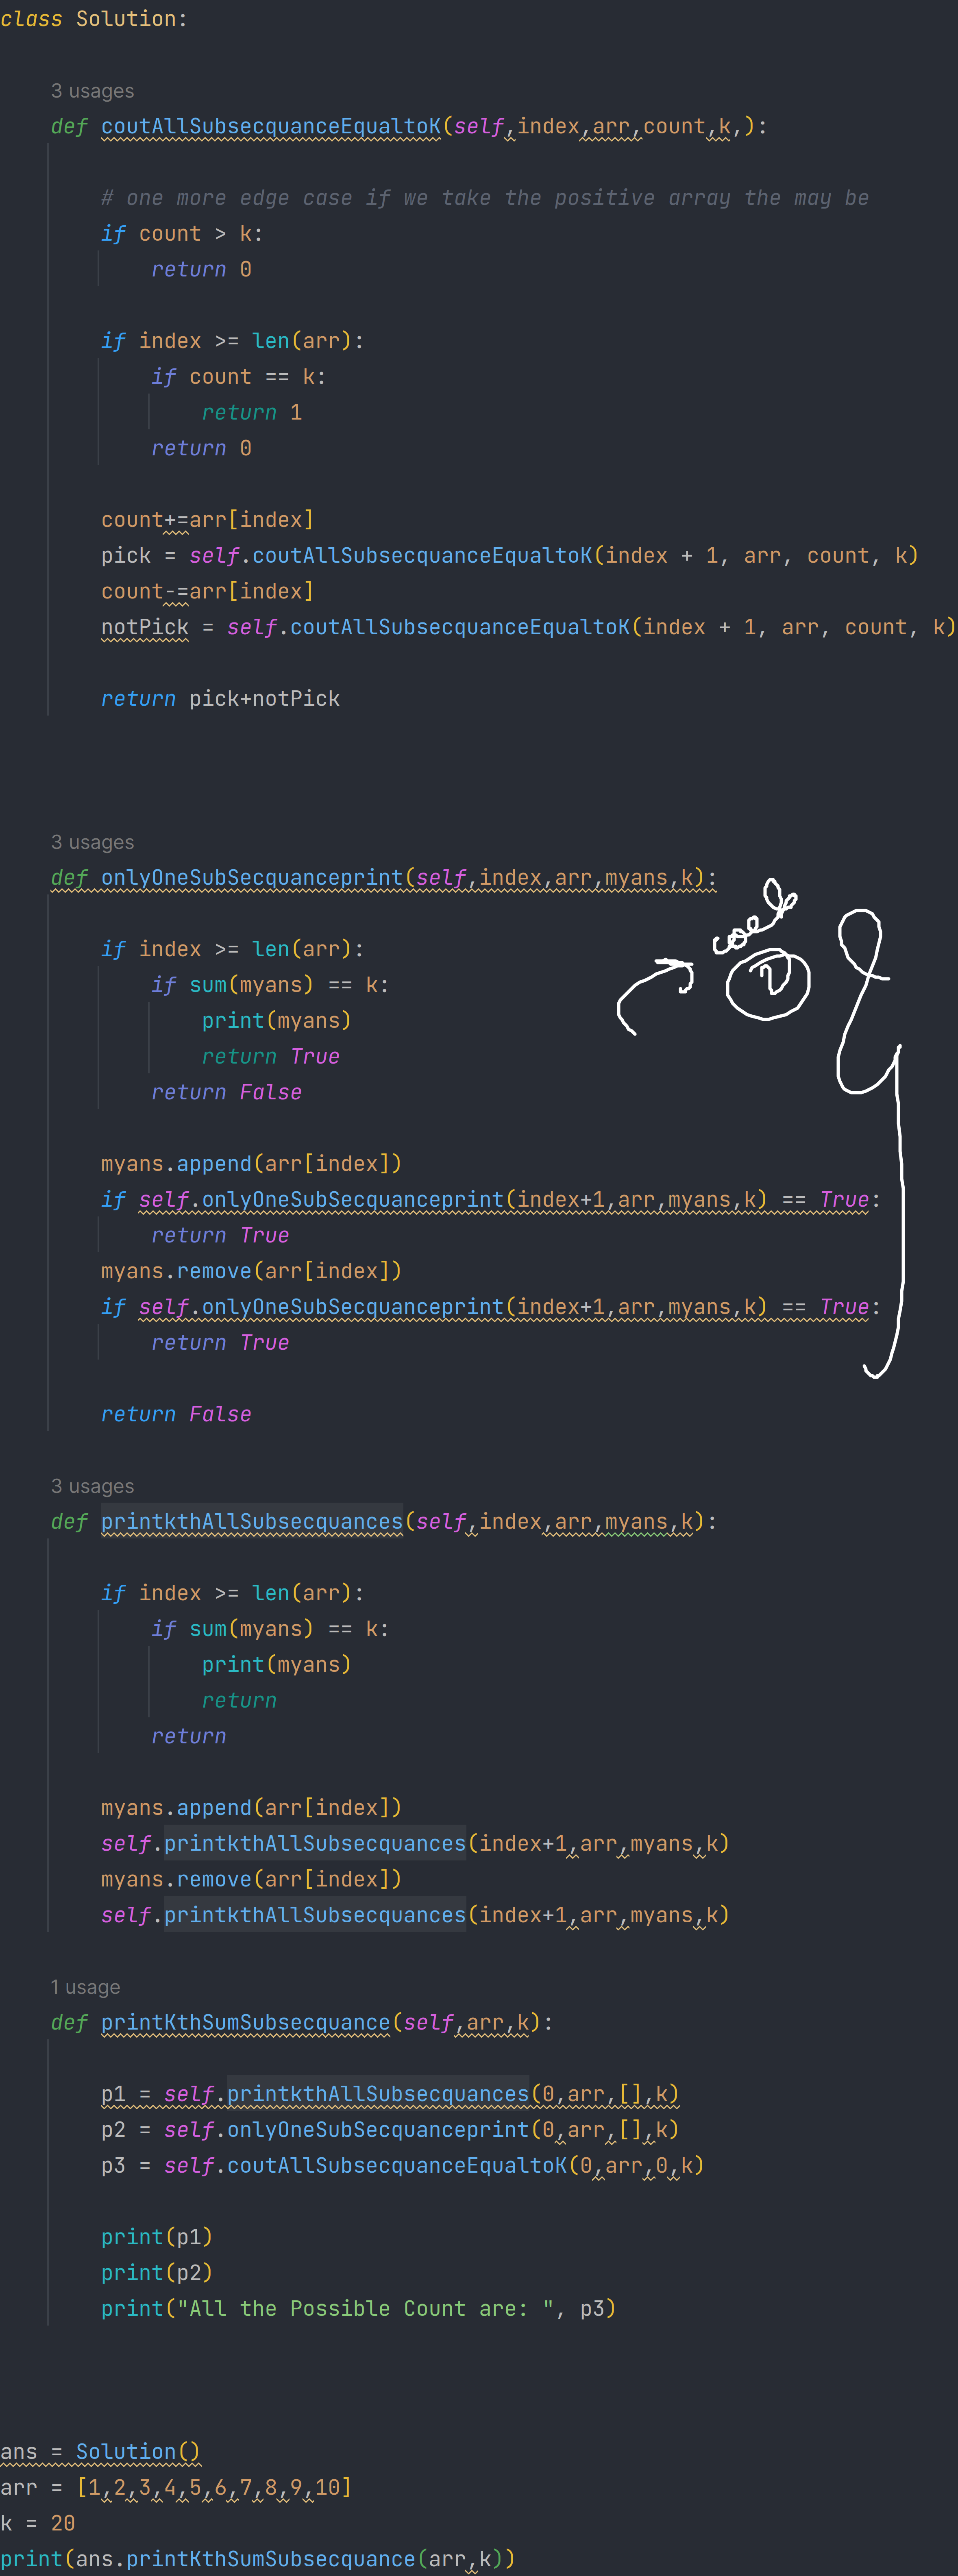 class Solution:
3 usages
def coutAllSubsecquanceEqualtoK(self,index,arr,count,k,):
# one more edge case if we take the positive array the may be
if count > k:
return 0
if index >= len(arr):
if count == k:
return 1
return 0
count+=arr[index]
pick = self.coutAllSubsecquanceEqualtoK(index + 1, arr, count, k)
count-=arr[index]
notPick = self.coutAllSubsecquanceEqualtoK(index + 1, arr, count, k)
return pick+notPick
3 usages
def onlyOneSubSecquanceprint(self,index,arr,myans,k):
if index >= len(arr):
if sum(myans) == k:
print(myans)
return True
return False
myans.append(arr[index])
if self.onlyOneSubSecquanceprint(index+1,arr,myans,k) == True:
return True
myans.remove(arr[index])
if self.onlyOneSubSecquanceprint(index+1,arr,myans,k) == True:
return True
return False
3 usages
def printkthAllSubsecquances(self,index,arr,myans,k):
if index >= len(arr):
if sum(myans) == k:
print(myans)
return
return
myans.append(arr[index])
self.printkthAllSubsecquances(index+1,arr,myans,k)
myans.remove(arr[index])
self.printkthAllSubsecquances(index+1,arr,myans,k)
1 usage
def printKthSumSubsecquance(self,arr,k):
p1 = self.printkthAllSubsecquances(0,arr,[],k)
p2 = self.onlyOneSubSecquanceprint(0,arr,[],k)
p3 = self.coutAllSubsecquanceEqualtoK(0,arr,0,k)
print(p1)
print(p2)
print("All the Possible Count are: ", p3)
ans = Solution()
arr = [1,2,3,4,5,6,7,8,9,10]
k = 20
print(ans.printKthSumSubsecquance(arr,k))